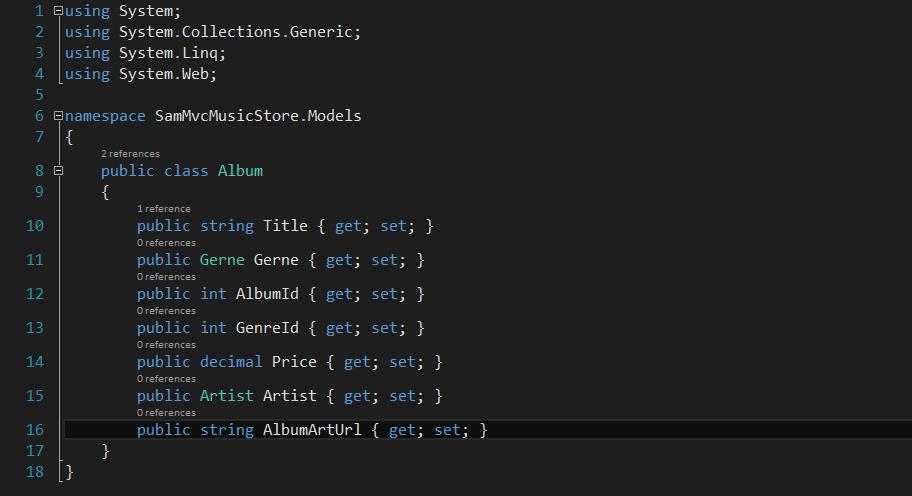 1 using System;
2 using System.Collections.Generic;
3 using System.Linq;
4 using System.Web;
5
6 namespace SamMvcMusicStore.Models
7 {
2 references
8 public class Album
9 {
1 reference
10 public string Title { get; set; }
0 references
11 public Gerne Gerne { get; set; }
0 references
12 public int AlbumId { get; set; }
0 references
13 public int GenreId { get; set; }
0 references
14 public decimal Price { get; set; }
0 references
15 public Artist Artist { get; set; }
0 references
16 public string AlbumArtUrl { get; set; }
17 }
18 }